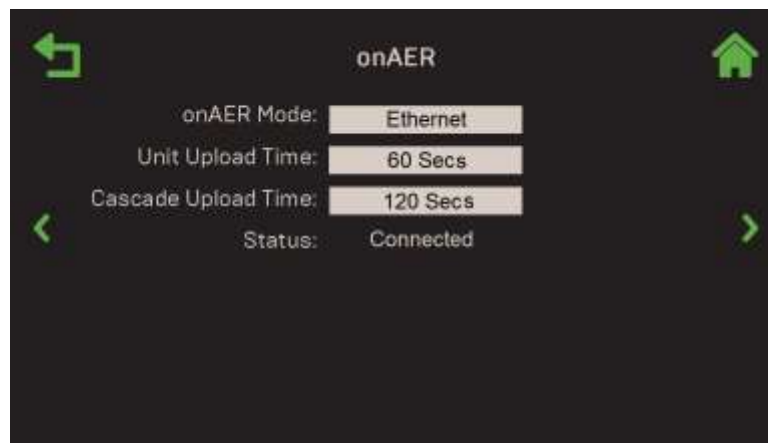 onAER
onAER Mode: Ethernet
Unit Upload Time: 60 Secs
Cascade Upload Time: 120 Secs
Status: Connected